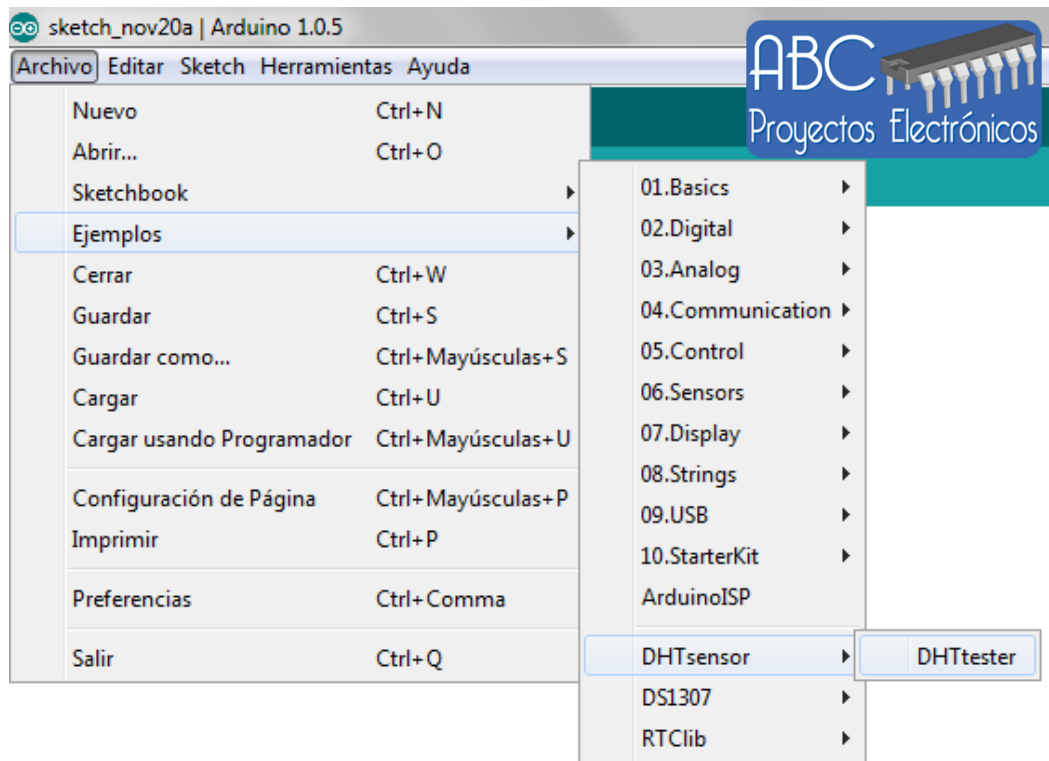 sketch_nov20a | Arduino 1.0.5
Archivo Editar Sketch Herramientas Ayuda
ABC
Proyectos Electrónicos
Nuevo Ctrl+N
Abrir... Ctrl+O
Sketchbook
Ejemplos
Cerrar Ctrl+W
Guardar Ctrl+S
Guardar como... Ctrl+Mayúsculas+S
Cargar Ctrl+U
Cargar usando Programador Ctrl+Mayúsculas+U
Configuración de Página Ctrl+Mayúsculas+P
Imprimir Ctrl+P
Preferencias Ctrl+Comma
Salir Ctrl+Q
01.Basics
02.Digital
03.Analog
04.Communication
05.Control
06.Sensors
07.Display
08.Strings
09.USB
10.StarterKit
ArduinoISP
DHTsensor
DS1307
RTClib
DHTtester